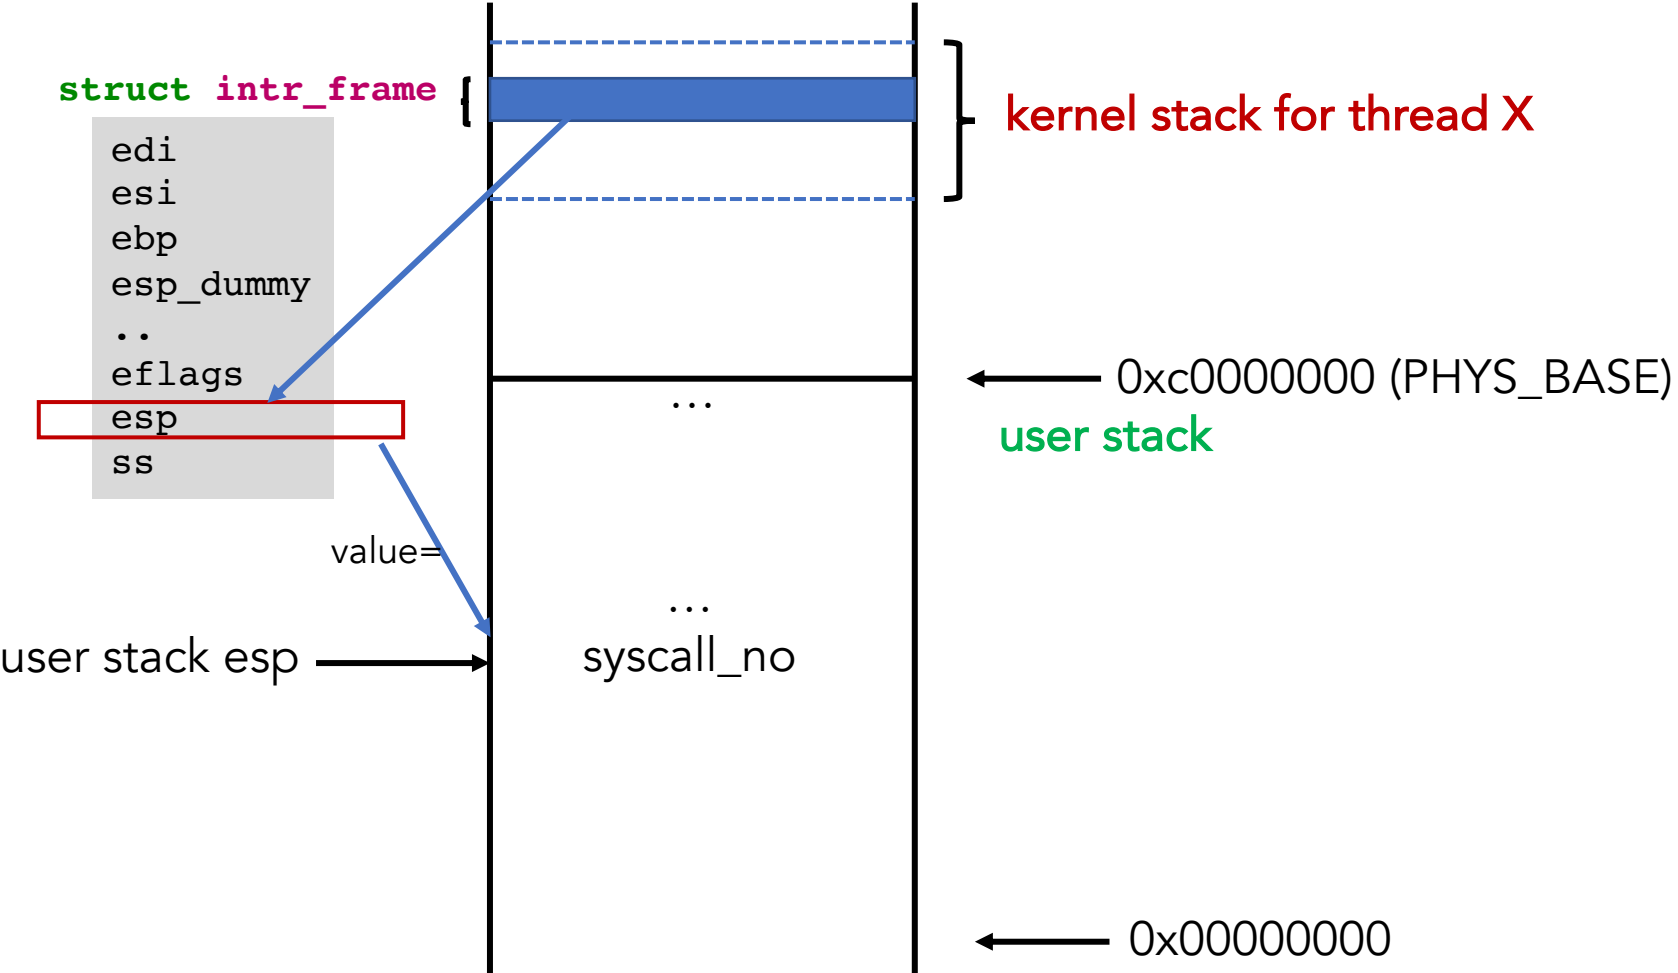 struct intr_frame
edi
esi
ebp
esp_dummy
..
eflags
esp
ss
kernel stack for thread X
0xc0000000 (PHYS_BASE)
...
user stack
value=
...
user stack esp
syscall_no
0x00000000